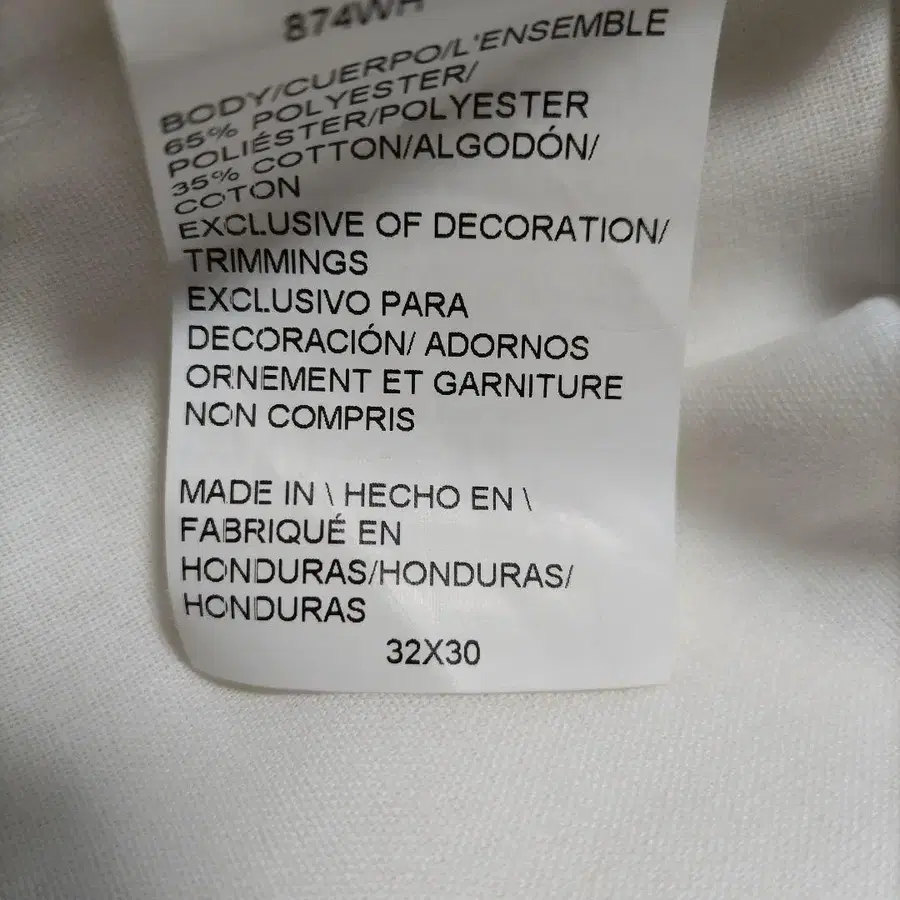 874WH
BODY/CUERPO/L'ENSEMBLE
65% POLYESTER/
POLIÉSTER/POLYESTER
35% COTTON/ALGODÓN/
COTON
EXCLUSIVE OF DECORATION/
TRIMMINGS
EXCLUSIVO PARA
DECORACIÓN/ ADORNOS
ORNEMENT ET GARNITURE
NON COMPRIS
MADE IN \ HECHO EN \
FABRIQUÉ EN
HONDURAS/HONDURAS/
HONDURAS
32X30